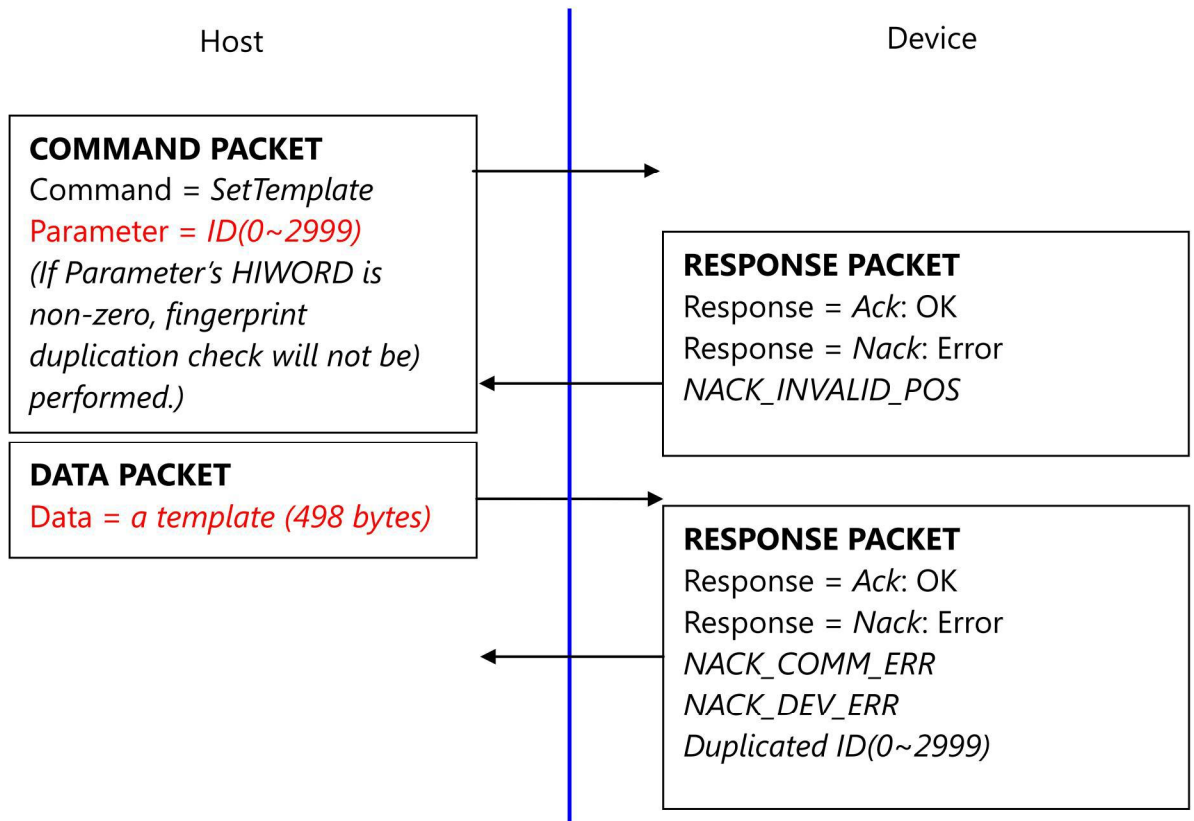 Host
Device
COMMAND PACKET
Command = SetTemplate
Parameter = ID(0~2999)
(If Parameter's HIWORD is
non-zero, fingerprint
duplication check will not be)
performed.)
RESPONSE PACKET
Response = Ack: OK
Response = Nack: Error
NACK_INVALID_POS
DATA PACKET
Data = a template (498 bytes)
RESPONSE PACKET
Response = Ack: OK
Response = Nack: Error
NACK_COMM_ERR
NACK_DEV_ERR
Duplicated ID(0~2999)